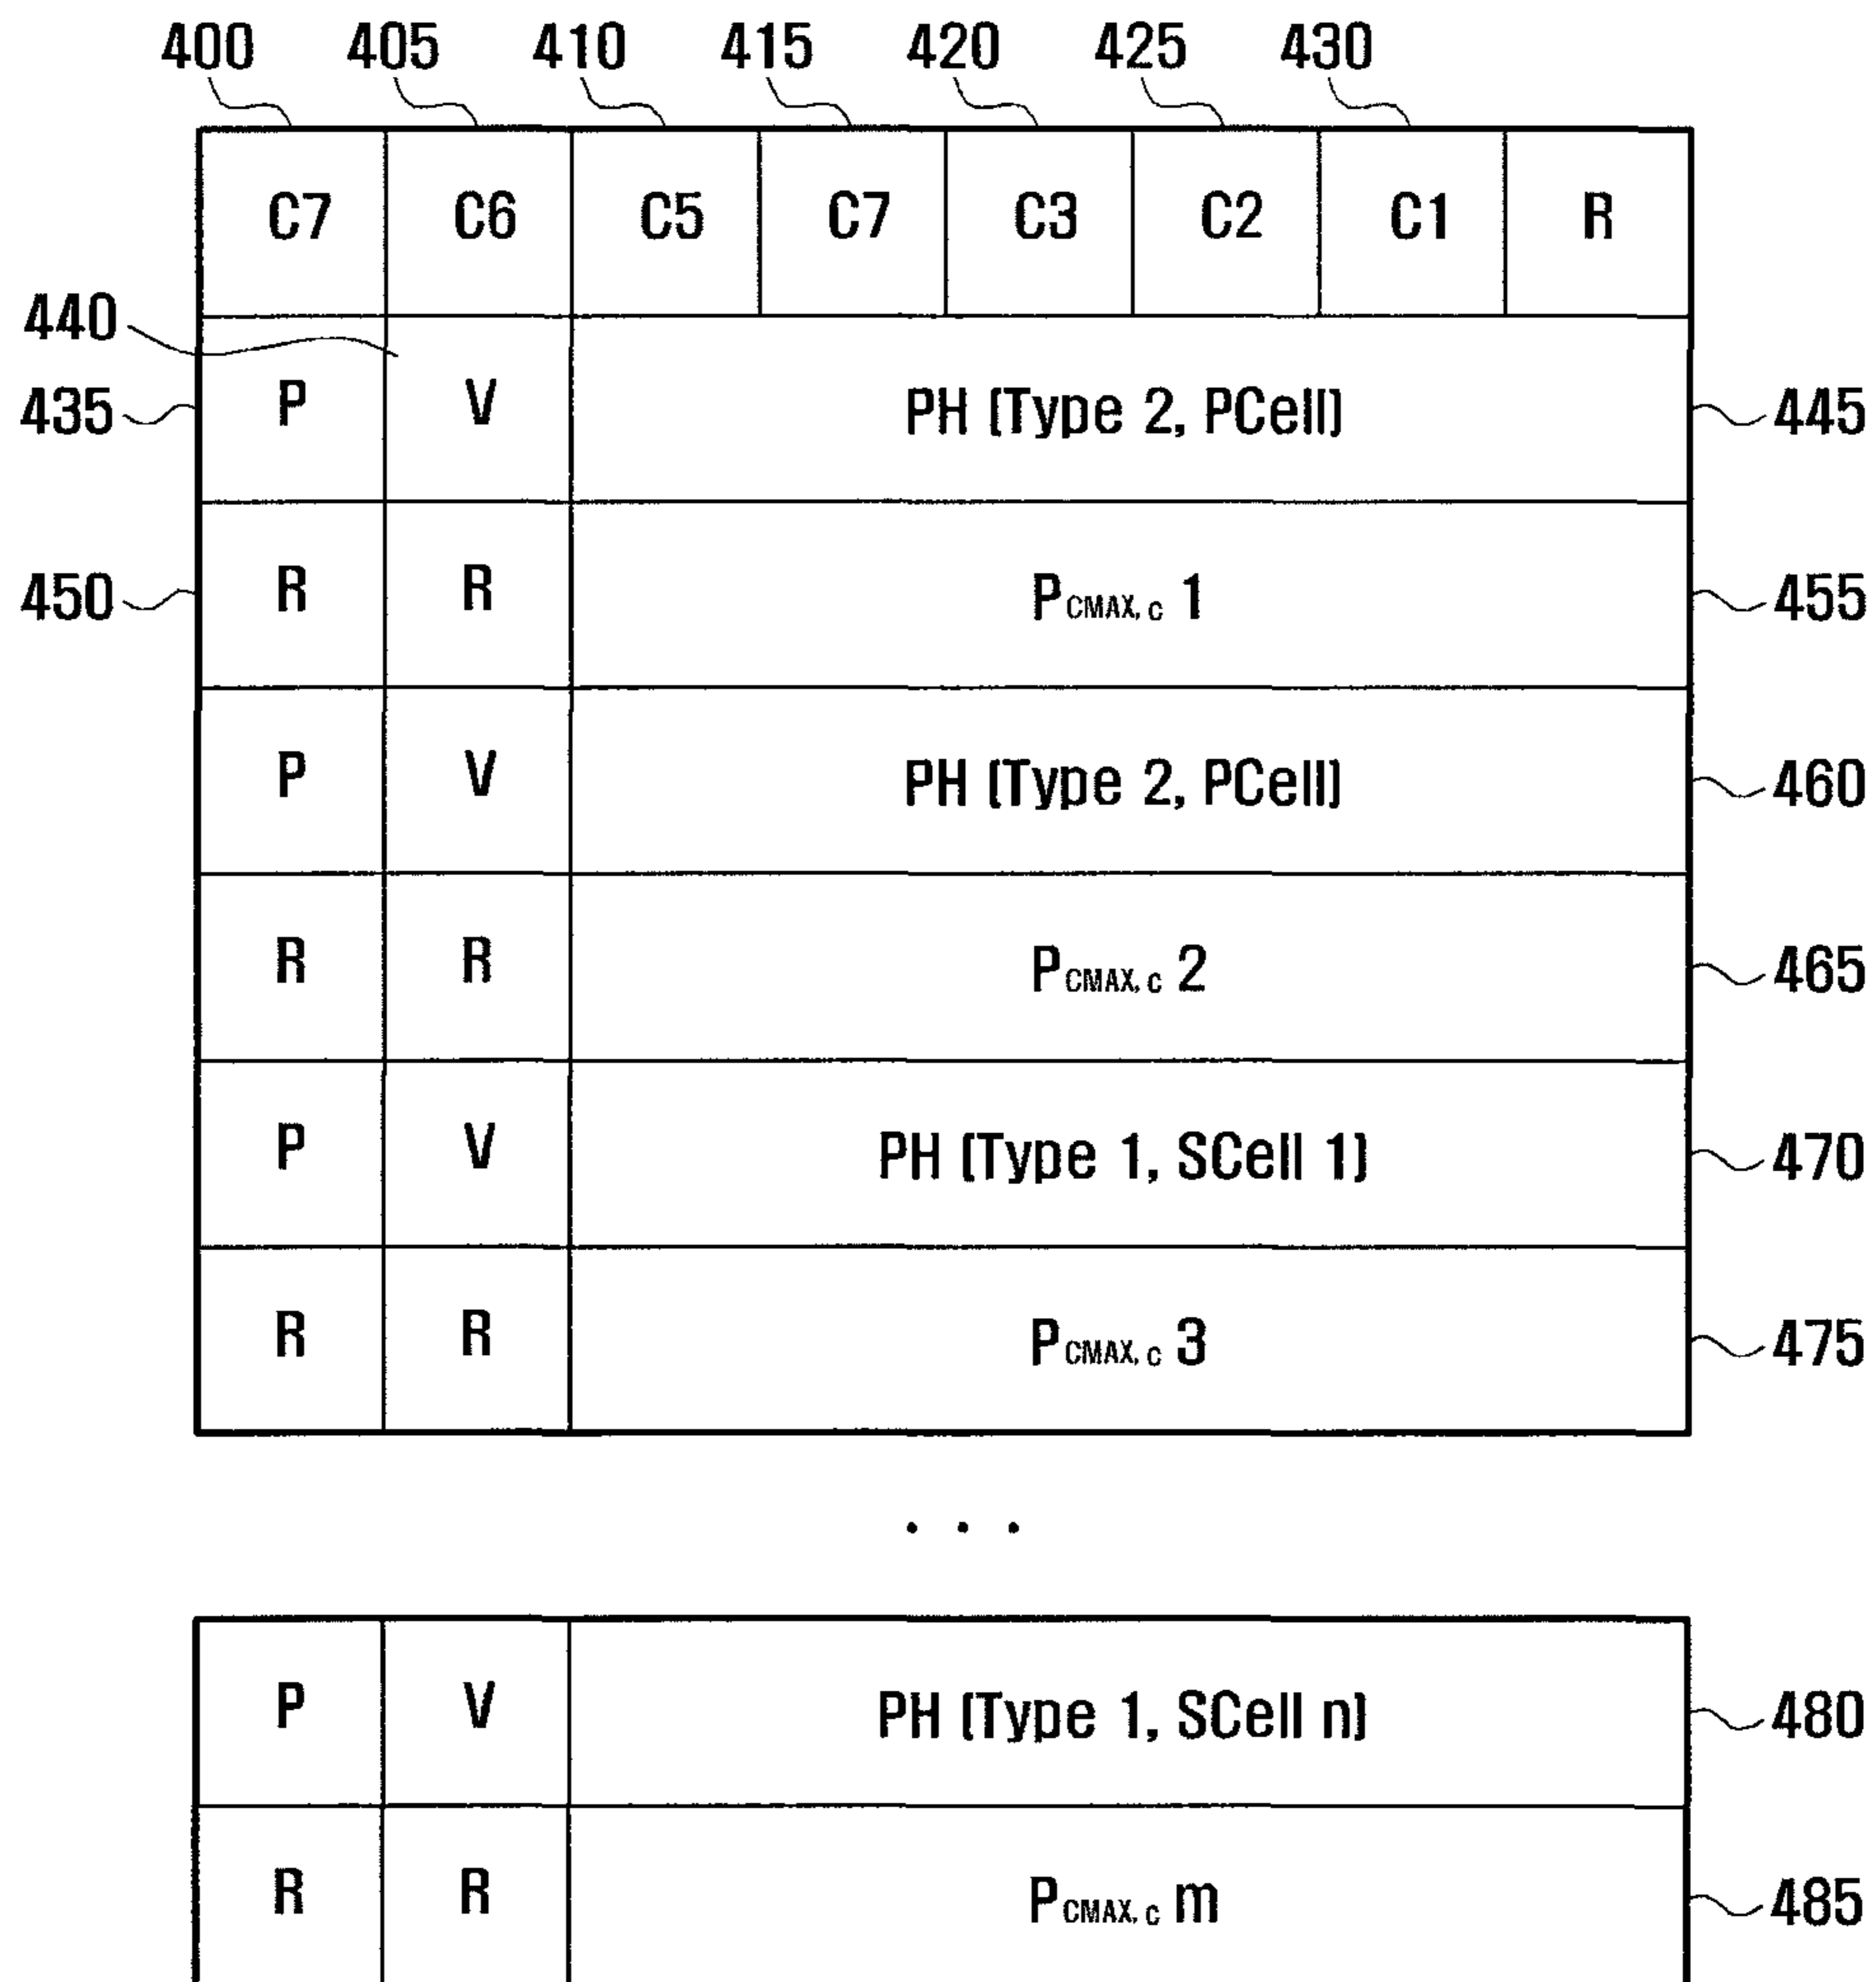 400 405 410 415 420 425 430
C7 C6 C5 C7 C3 C2 C1 R
440
435 P V PH (Type 2, PCell) 445
450 R R PCMAX, c 1 455
P V PH (Type 2, PCell) 460
R R PCMAX, c 2 465
P V PH (Type 1, SCell 1) 470
R R PCMAX, c 3 475
. . .
P V PH (Type 1, SCell n) 480
R R PCMAX, c m 485